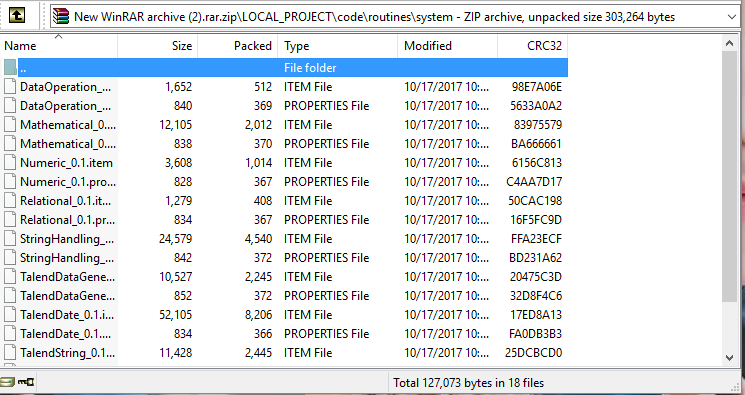 New WinRAR archive (2).rar.zip\LOCAL_PROJECT\code\routines\system - ZIP archive, unpacked size 303,264 bytes
Name Size Packed Type Modified CRC32
.. File folder
DataOperation_... 1,652 512 ITEM File 10/17/2017 10:... 98E7A06E
DataOperation_... 840 369 PROPERTIES File 10/17/2017 10:... 5633A0A2
Mathematical_0.... 12,105 2,012 ITEM File 10/17/2017 10:... 83975579
Mathematical_0.... 838 370 PROPERTIES File 10/17/2017 10:... BA666661
Numeric_0.1.item 3,608 1,014 ITEM File 10/17/2017 10:... 6156C813
Numeric_0.1.pro... 828 367 PROPERTIES File 10/17/2017 10:... C4AA7D17
Relational_0.1.it... 1,279 408 ITEM File 10/17/2017 10:... 50CAC198
Relational_0.1.pr... 834 367 PROPERTIES File 10/17/2017 10:... 16F5FC9D
StringHandling_... 24,579 4,540 ITEM File 10/17/2017 10:... FFA23ECF
StringHandling_... 842 372 PROPERTIES File 10/17/2017 10:... BD231A62
TalendDataGene... 10,527 2,245 ITEM File 10/17/2017 10:... 20475C3D
TalendDataGene... 852 372 PROPERTIES File 10/17/2017 10:... 32D8F4C6
TalendDate_0.1.i... 52,105 8,206 ITEM File 10/17/2017 10:... 17ED8A13
TalendDate_0.1.... 834 366 PROPERTIES File 10/17/2017 10:... FA0DB3B3
TalendString_0.1... 11,428 2,445 ITEM File 10/17/2017 10:... 25DCBCD0
Total 127,073 bytes in 18 files